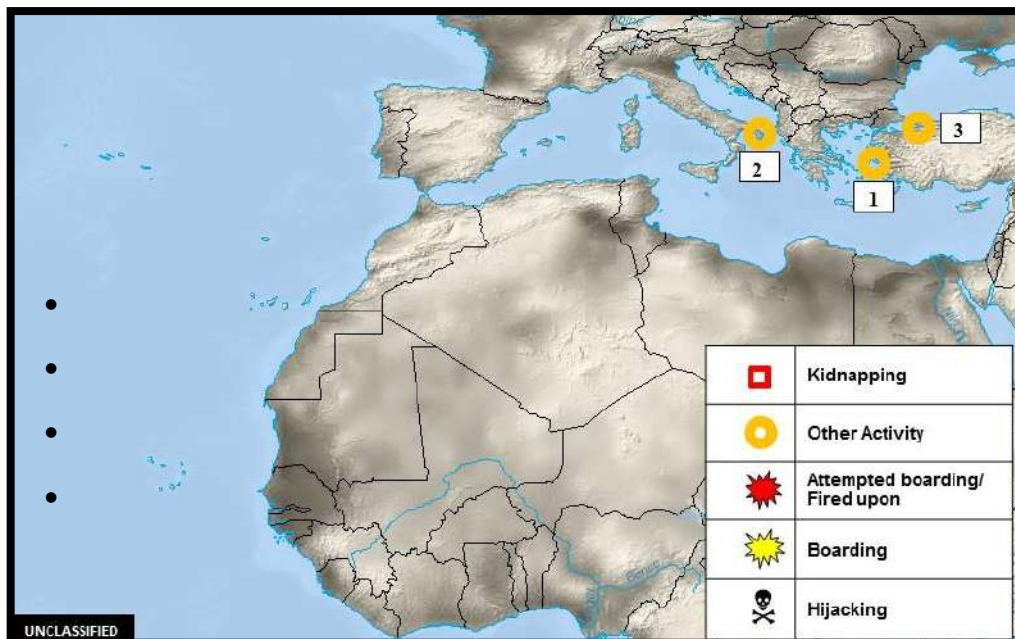 3
2
1
Kidnapping
Other Activity
Attempted boarding/
Fired upon
Boarding
Hijacking
UNCLASSIFIED